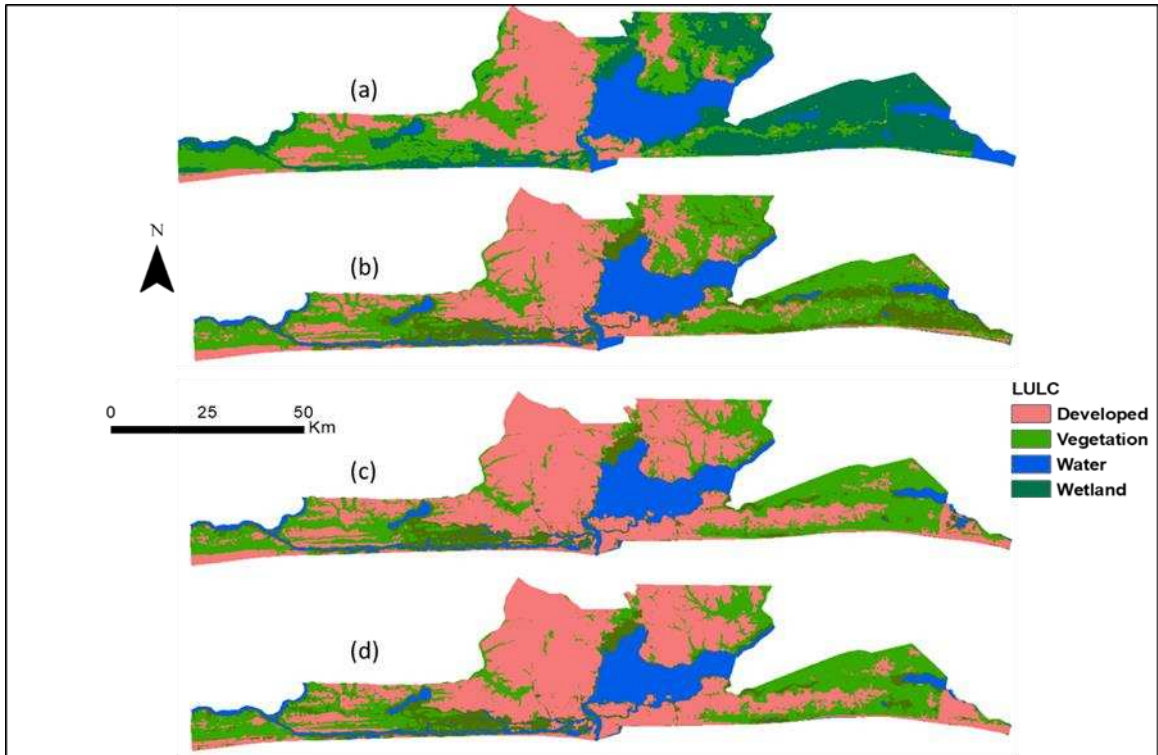 (a)
N
(b)
LULC
Developed
Vegetation
Water
Wetland
0 25 50
Km
(c)
(d)